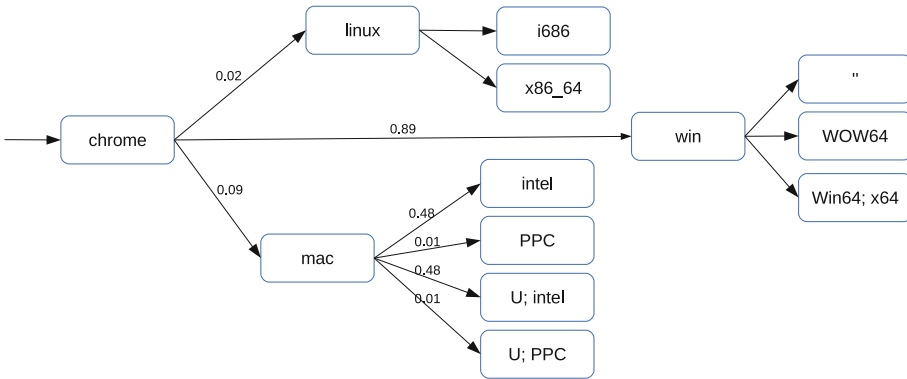 linux
i686
0.02
x86_64
''
chrome
0.89
win
WOW64
0.09
intel
Win64; x64
0.48
PPC
0.01
mac
0.48
U; intel
0.01
U; PPC